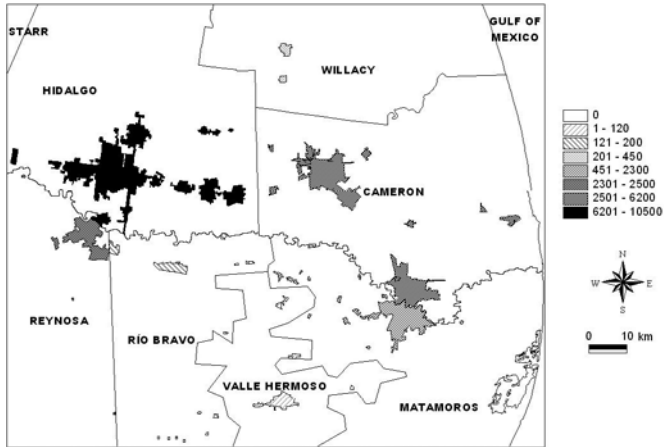 STARR
GULF OF
MEXICO
WILLACY
HIDALGO
CAMERON
REYNOSA
RÍO BRAVO
VALLE HERMOSO
MATAMOROS
0
1 - 120
121 - 200
201 - 450
451 - 2300
2301 - 2500
2501 - 6200
6201 - 10500
N
W E
S
0 10 km